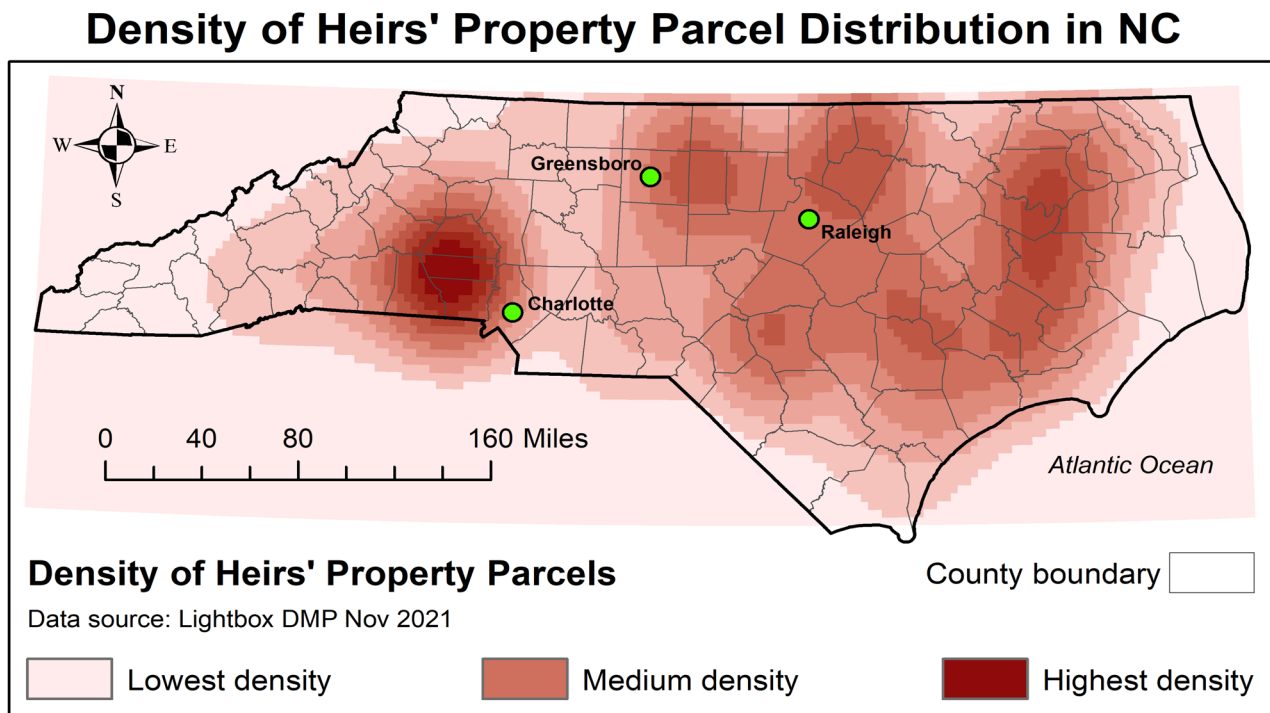 Density of Heirs' Property Parcel Distribution in NC
N
W E
S
Greensboro
Raleigh
Charlotte
0 40 80 160 Miles
Atlantic Ocean
Density of Heirs' Property Parcels
County boundary
Data source: Lightbox DMP Nov 2021
Lowest density
Medium density
Highest density